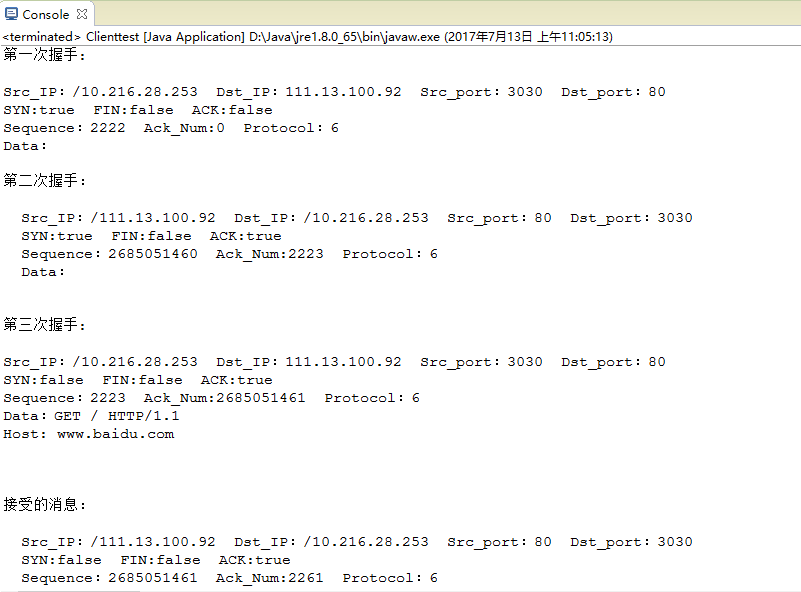 Console
<terminated> Clienttest [Java Application] D:\Java\jre1.8.0_65\bin\javaw.exe (2017年7月13日 上午11:05:13)
第一次握手:
Src_IP: /10.216.28.253  Dst_IP: 111.13.100.92  Src_port: 3030  Dst_port: 80
SYN:true  FIN:false  ACK:false
Sequence: 2222  Ack_Num:0  Protocol: 6
Data:
第二次握手:
Src_IP: /111.13.100.92  Dst_IP: /10.216.28.253  Src_port: 80  Dst_port: 3030
SYN:true  FIN:false  ACK:true
Sequence: 2685051460  Ack_Num:2223  Protocol: 6
Data:
第三次握手:
Src_IP: /10.216.28.253  Dst_IP: 111.13.100.92  Src_port: 3030  Dst_port: 80
SYN:false  FIN:false  ACK:true
Sequence: 2223  Ack_Num:2685051461  Protocol: 6
Data: GET / HTTP/1.1
Host: www.baidu.com
接受的消息:
Src_IP: /111.13.100.92  Dst_IP: /10.216.28.253  Src_port: 80  Dst_port: 3030
SYN:false  FIN:false  ACK:true
Sequence: 2685051461  Ack_Num:2261  Protocol: 6